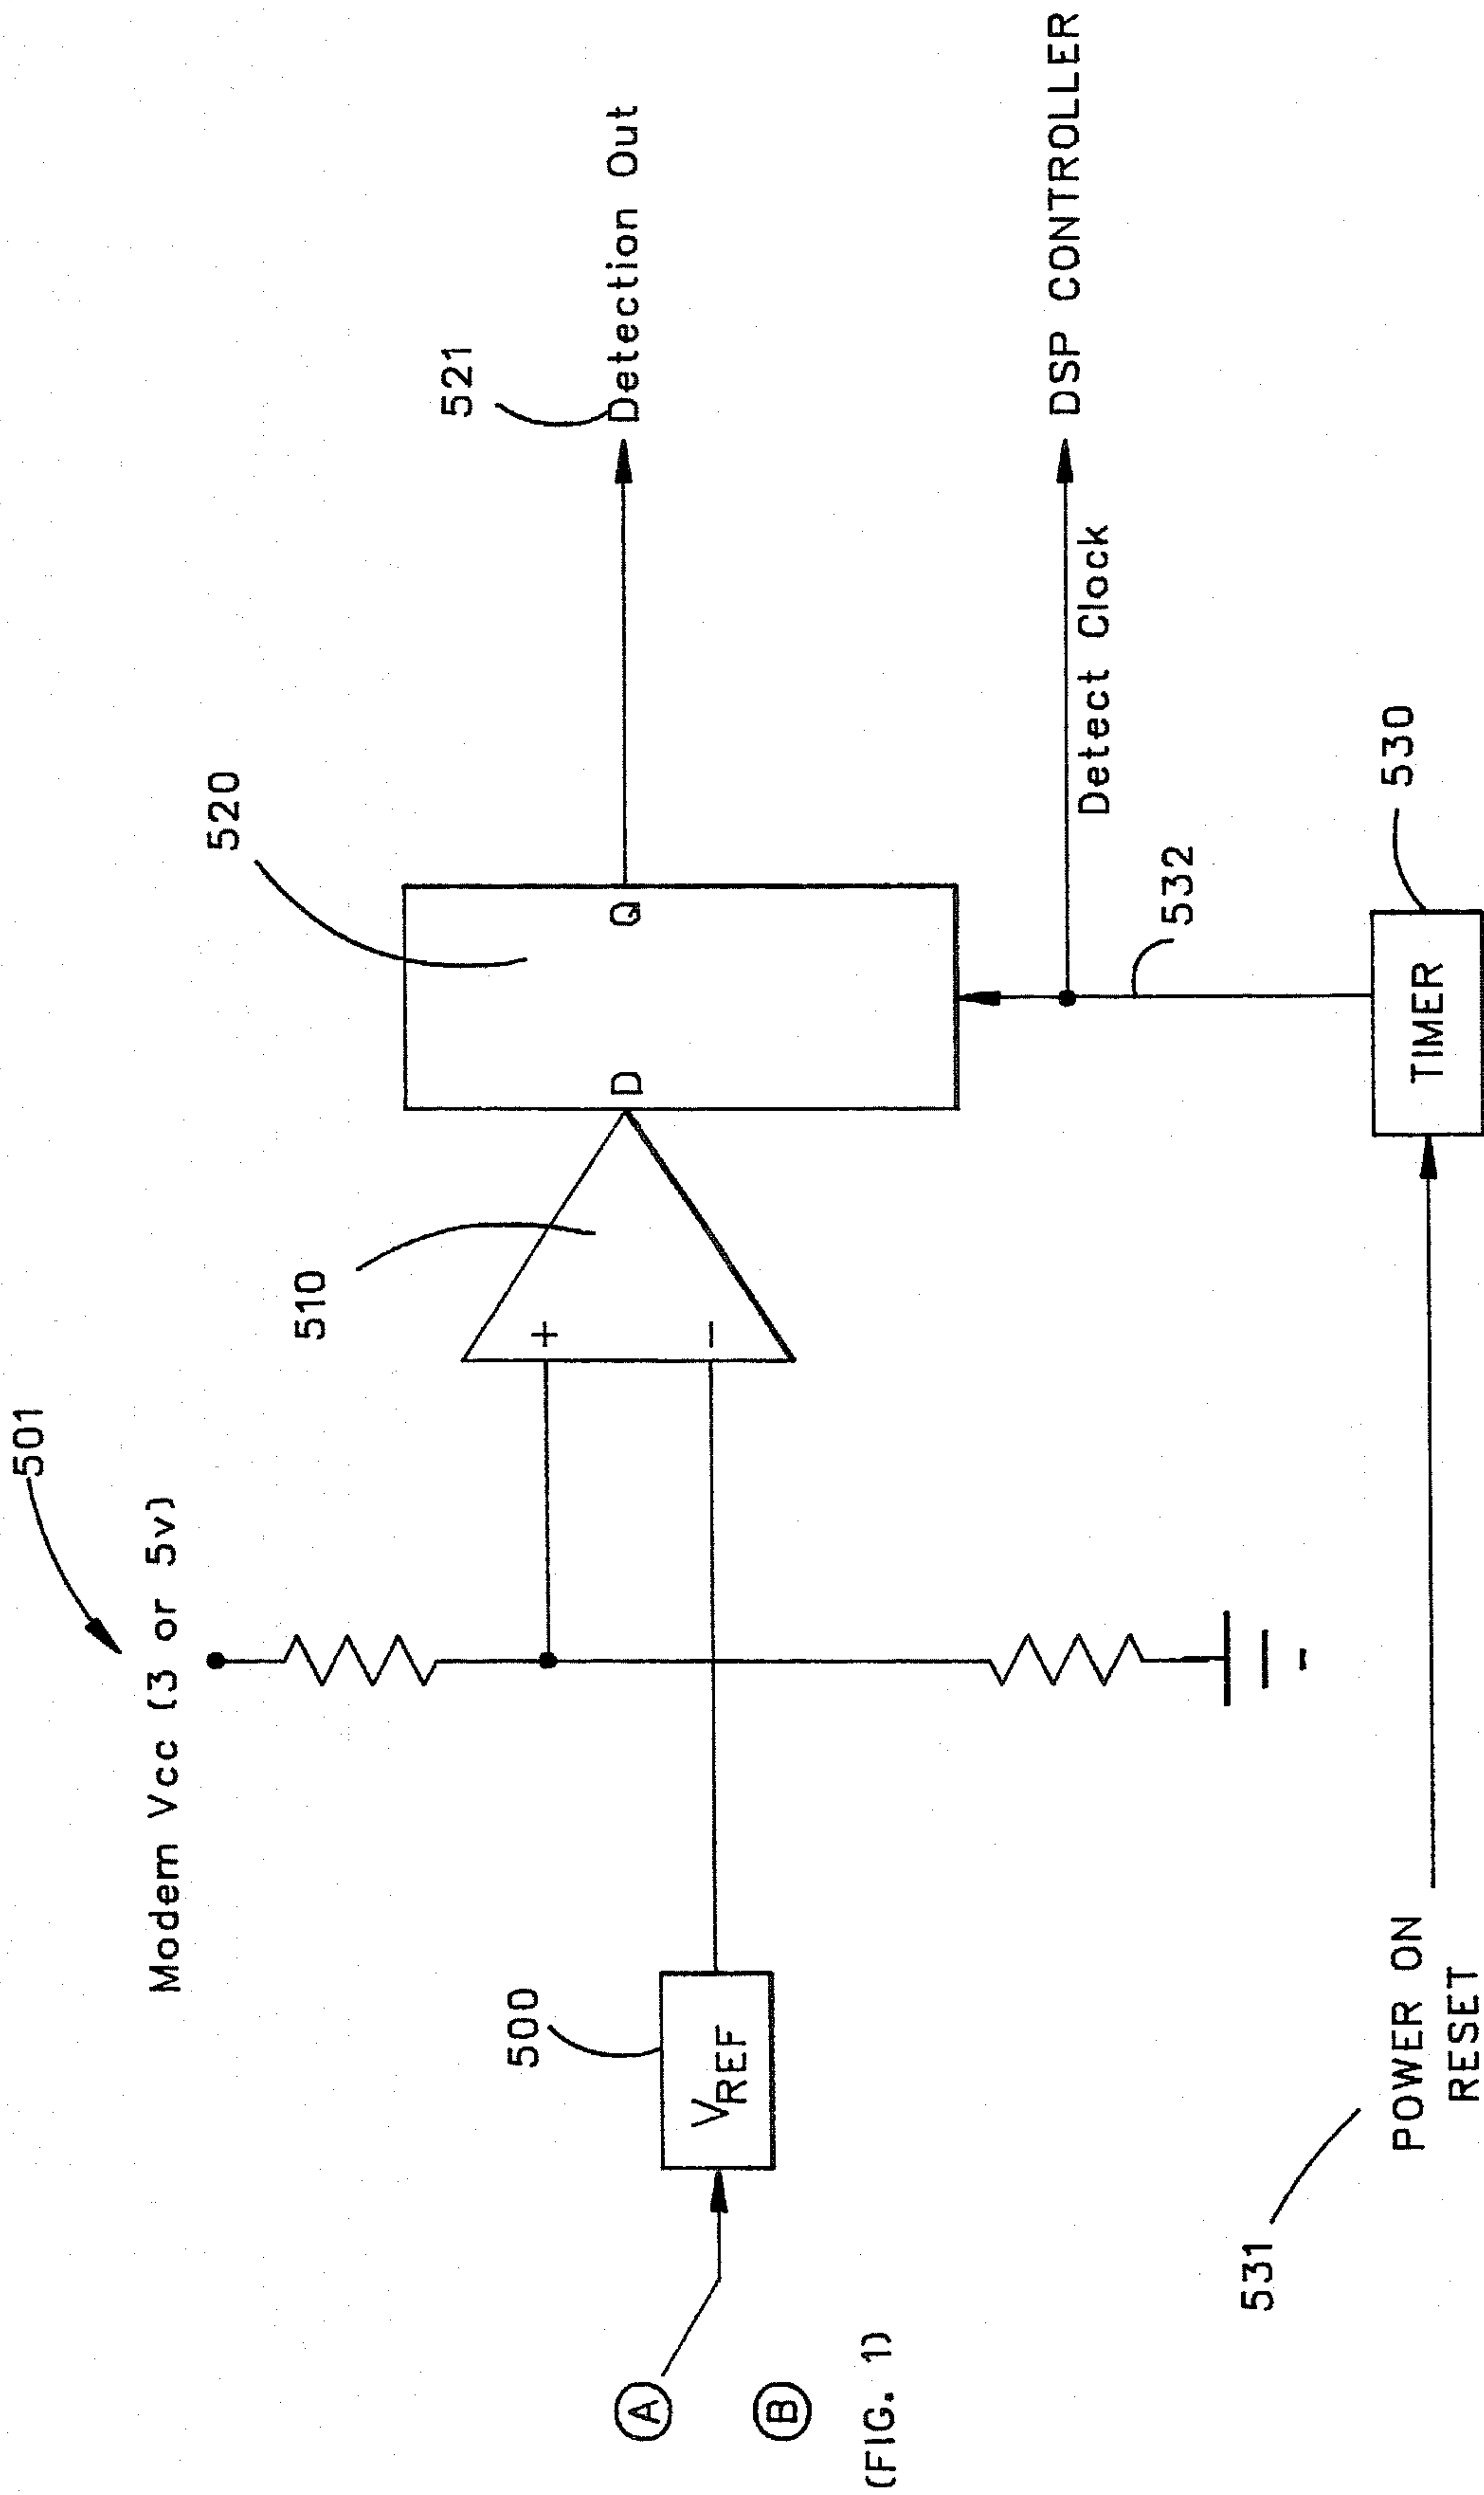 501
Modem Vcc (3 or 5v)
520
510
521
500
+
-
D
Q
Detection Out
VREF
A
B
(FIG. 1)
DSP CONTROLLER
Detect Clock
532
530
TIMER
531
POWER ON
RESET